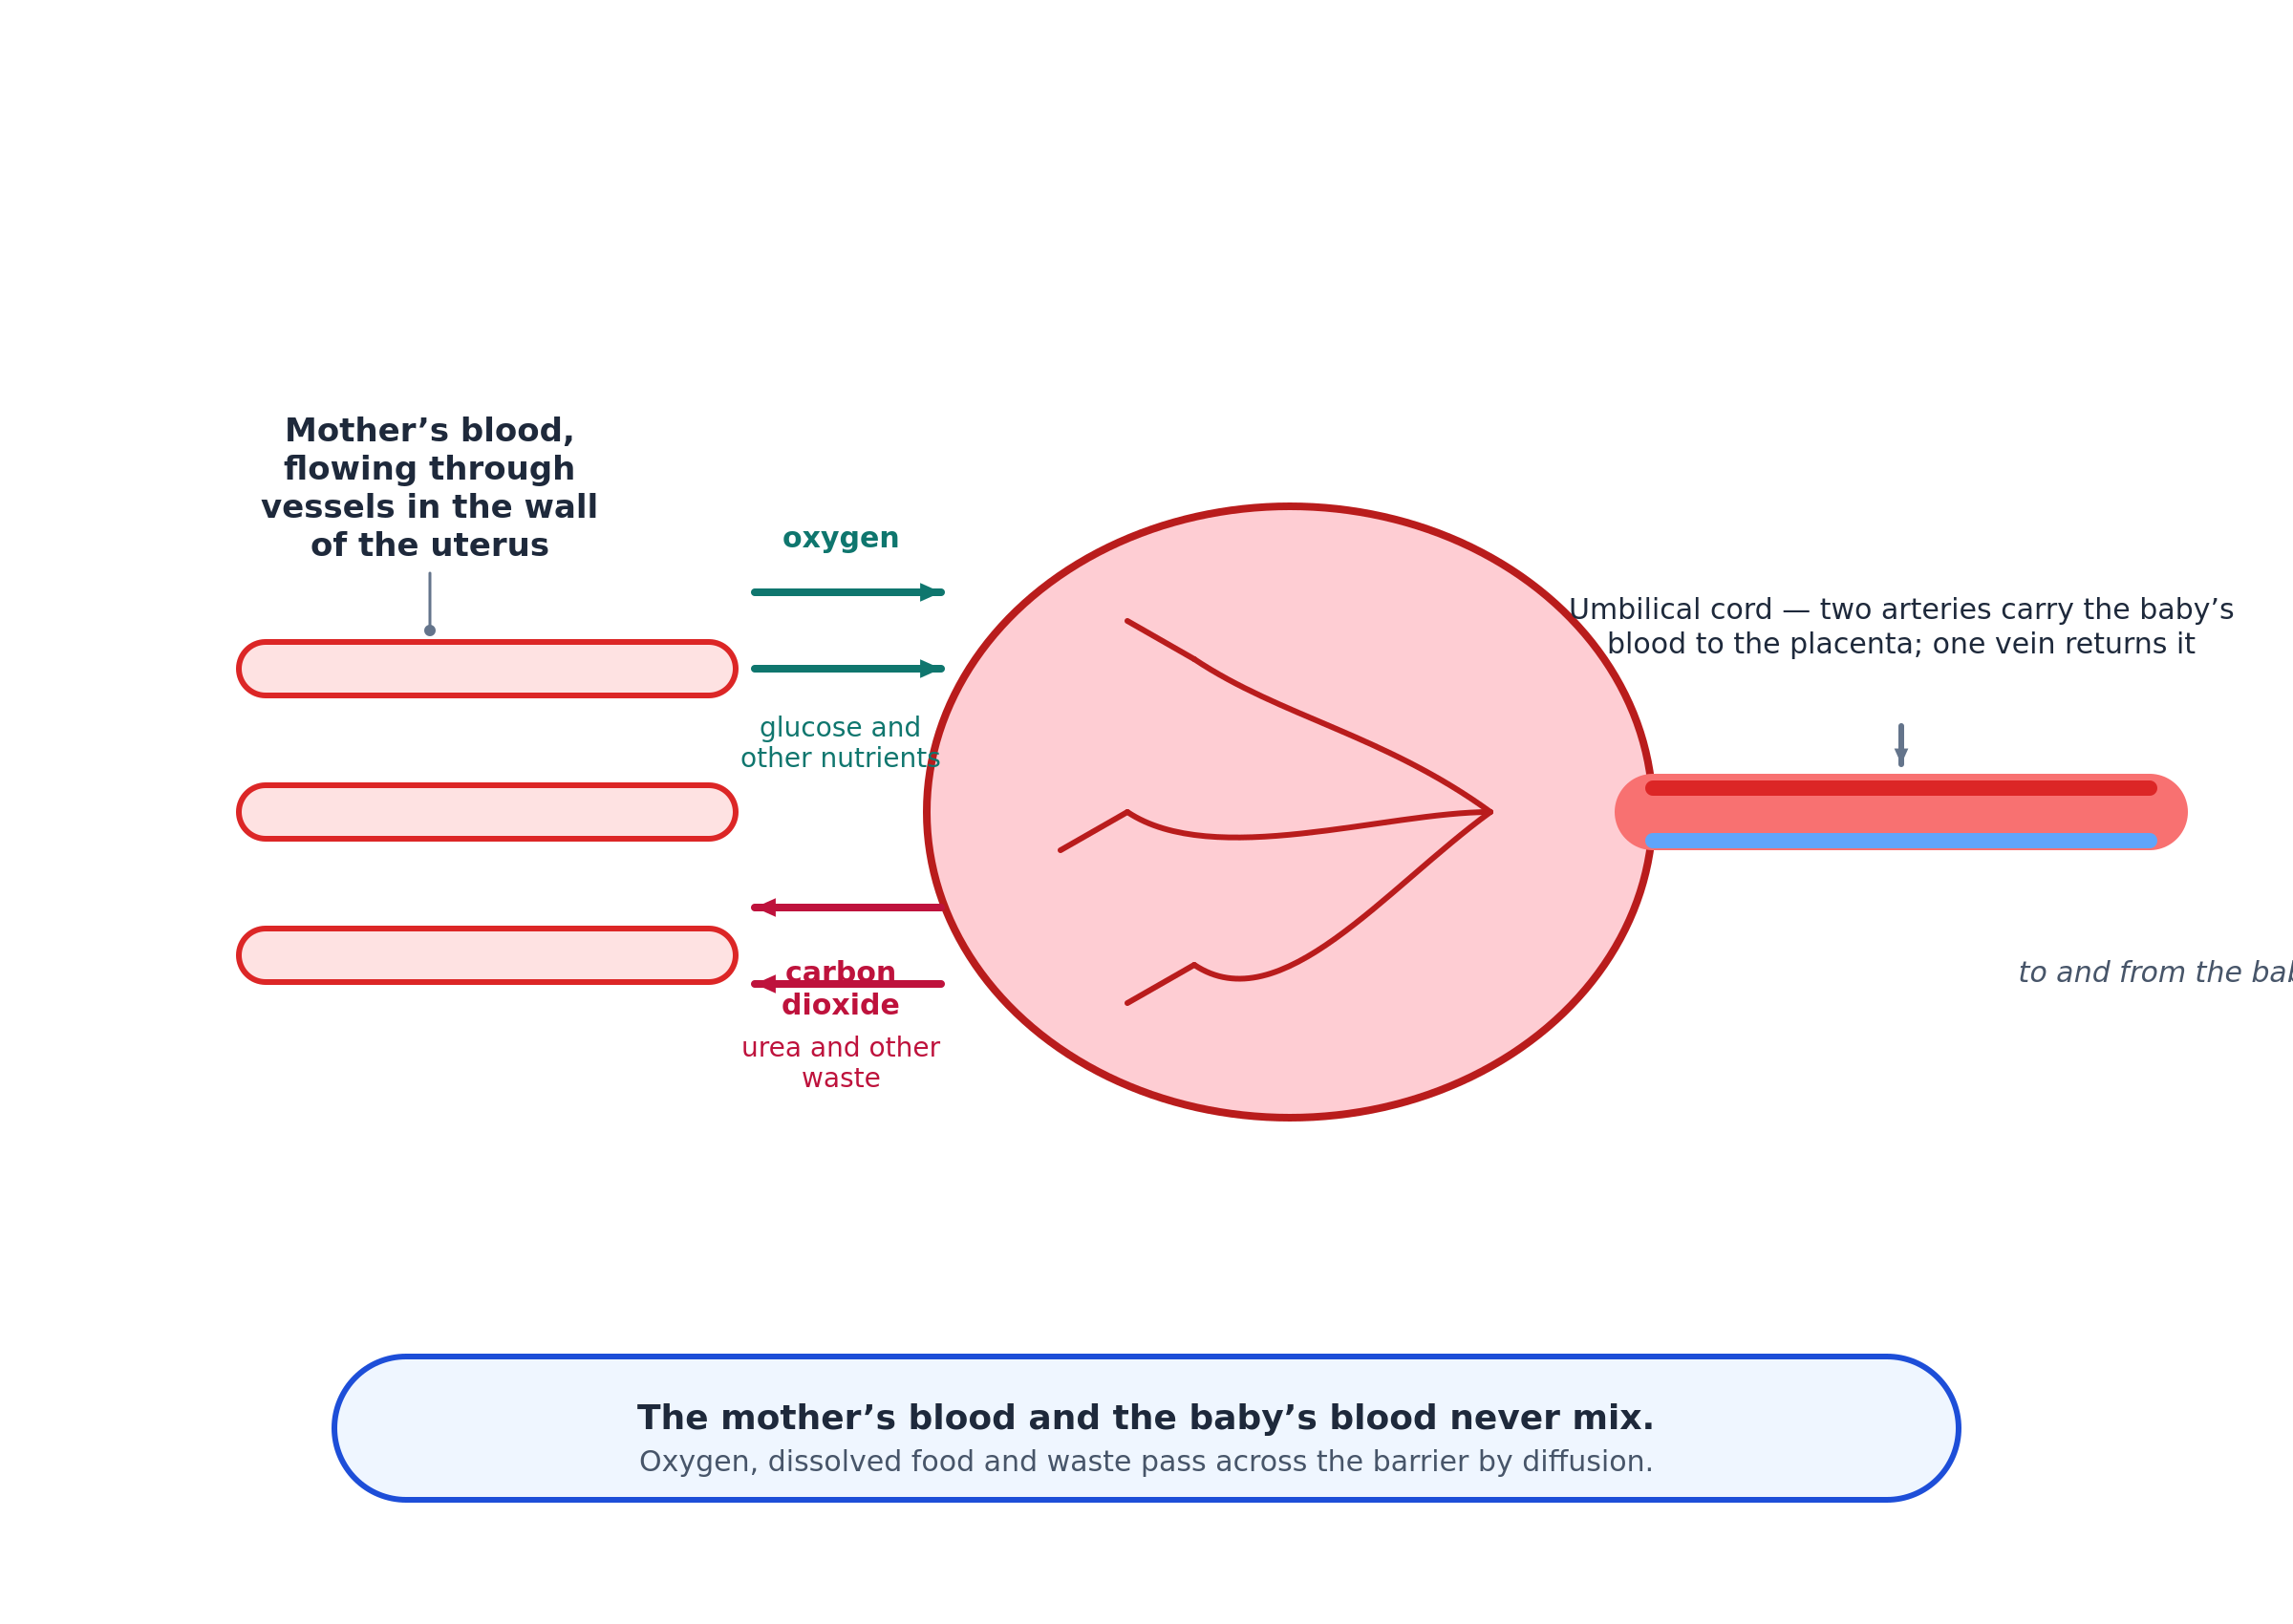 Mother’s blood,
flowing through
vessels in the wall
of the uterus
oxygen
glucose and
other nutrients
carbon
dioxide
urea and other
waste
Umbilical cord — two arteries carry the baby’s
blood to the placenta; one vein returns it
to and from the
The mother’s blood and the baby’s blood never mix.
Oxygen, dissolved food and waste pass across the barrier by diffusion.